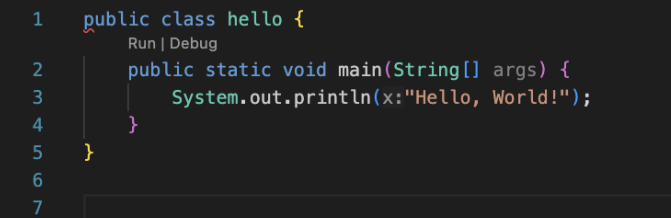 1 public class hello {
Run | Debug
2 public static void main(String[] args) {
3 System.out.println(x:"Hello, World!");
4 }
5 }
6
7